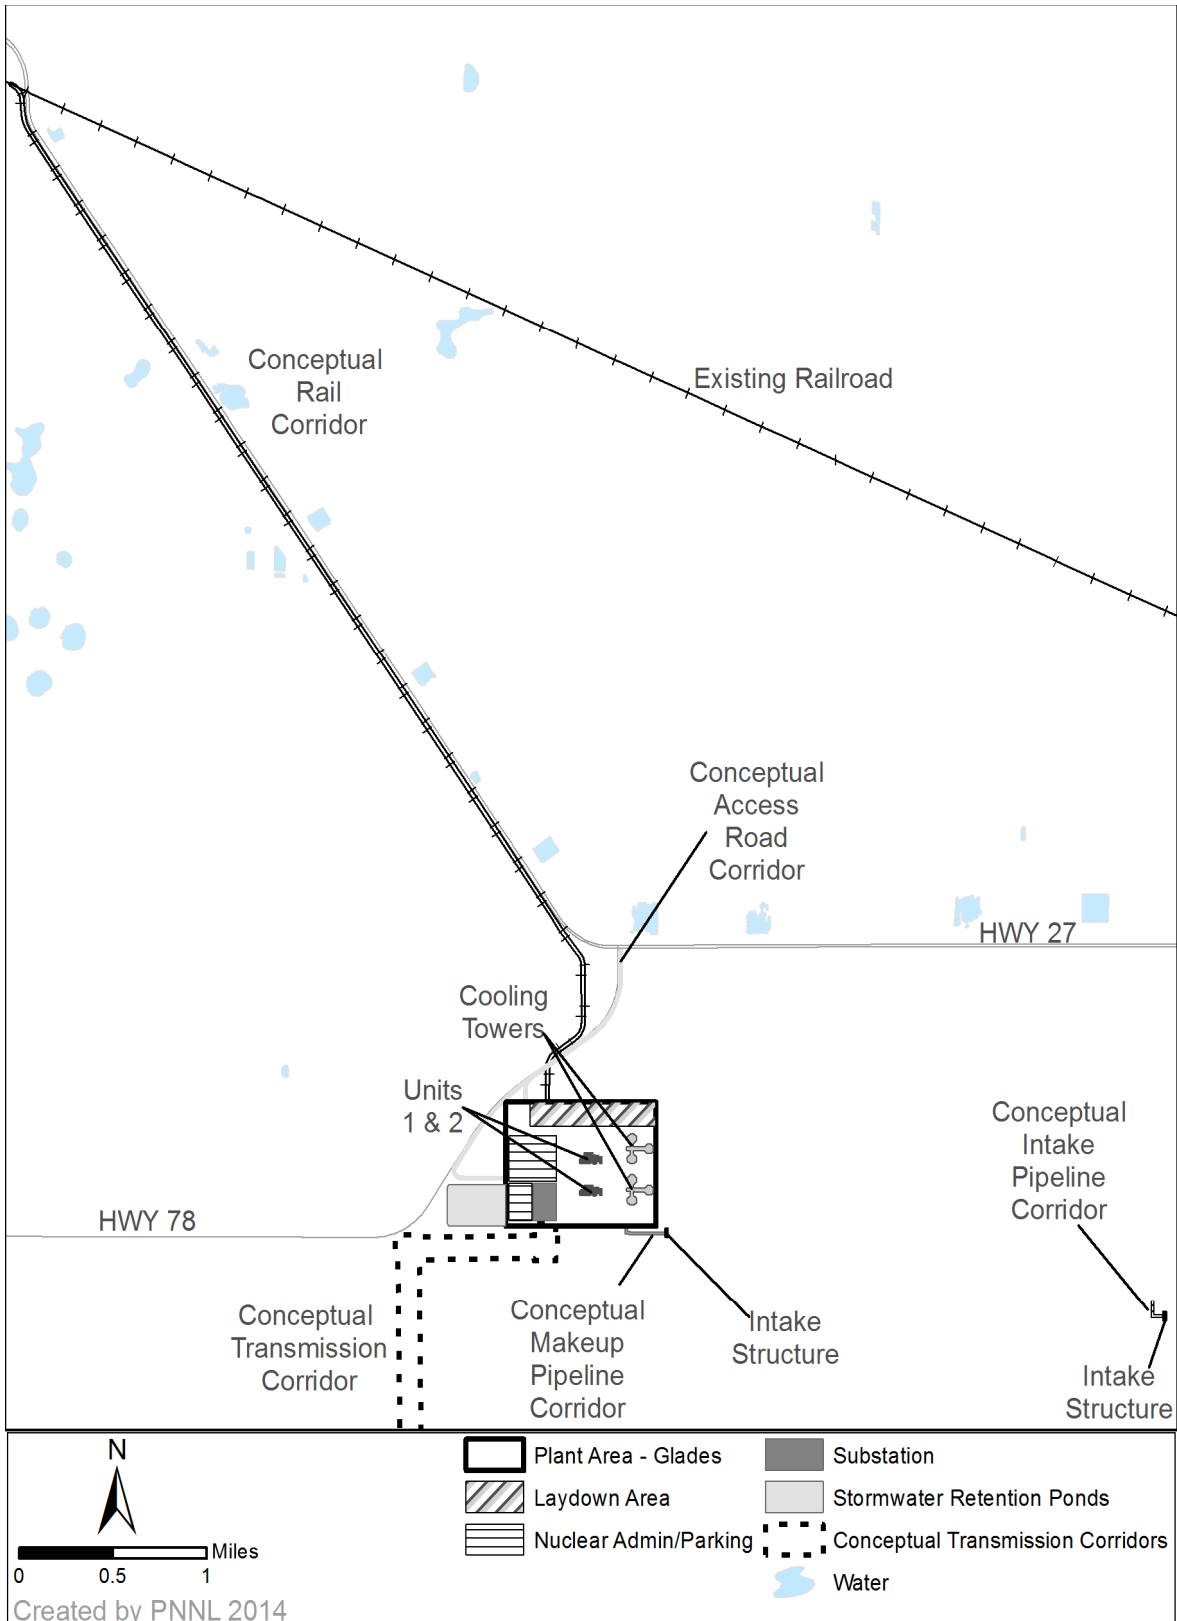 Conceptual
Rail
Corridor
Existing Railroad
Conceptual
Access
Road
Corridor
HWY 27
Cooling
Towers
Units
1 & 2
Conceptual
Intake
Pipeline
Corridor
HWY 78
Conceptual
Transmission
Corridor
Conceptual
Makeup
Pipeline
Corridor
Intake
Structure
Intake
Structure
N
Miles
0 0.5 1
Created by PNNL 2014
Plant Area - Glades
Laydown Area
Nuclear Admin/Parking
Substation
Stormwater Retention Ponds
Conceptual Transmission Corridors
Water